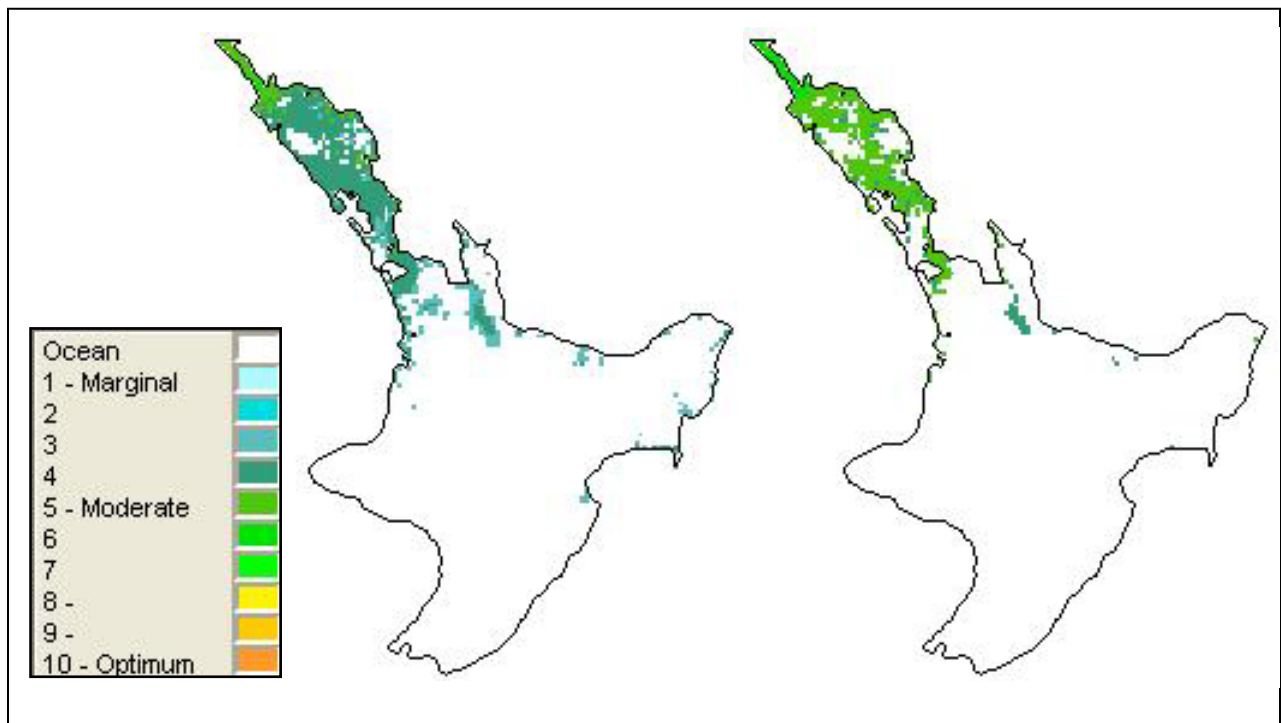 Ocean
1 - Marginal
2
3
4
5 - Moderate
6
7
8 -
9 -
10 - Optimum